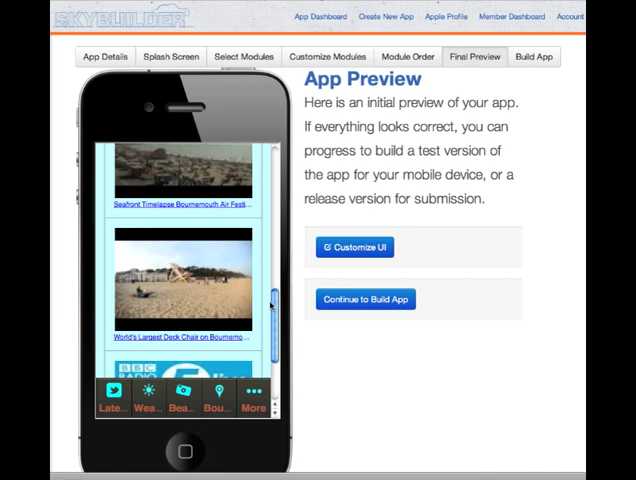 SKYBUILDER
App Dashboard Create New App Apple Profile Member Dashboard Account
App Details Splash Screen Select Modules Customize Modules Module Order Final Preview Build App
App Preview
Here is an initial preview of your app.
If everything looks correct, you can
progress to build a test version of
the app for your mobile device, or a
release version for submission.
Customize UI
Continue to Build App
Seafront Timelapse Bournemouth Air Festi...
World's Largest Deck Chair on Bournemo...
BBC
RADIO
5
Late... Wea... Bea... Bou... More